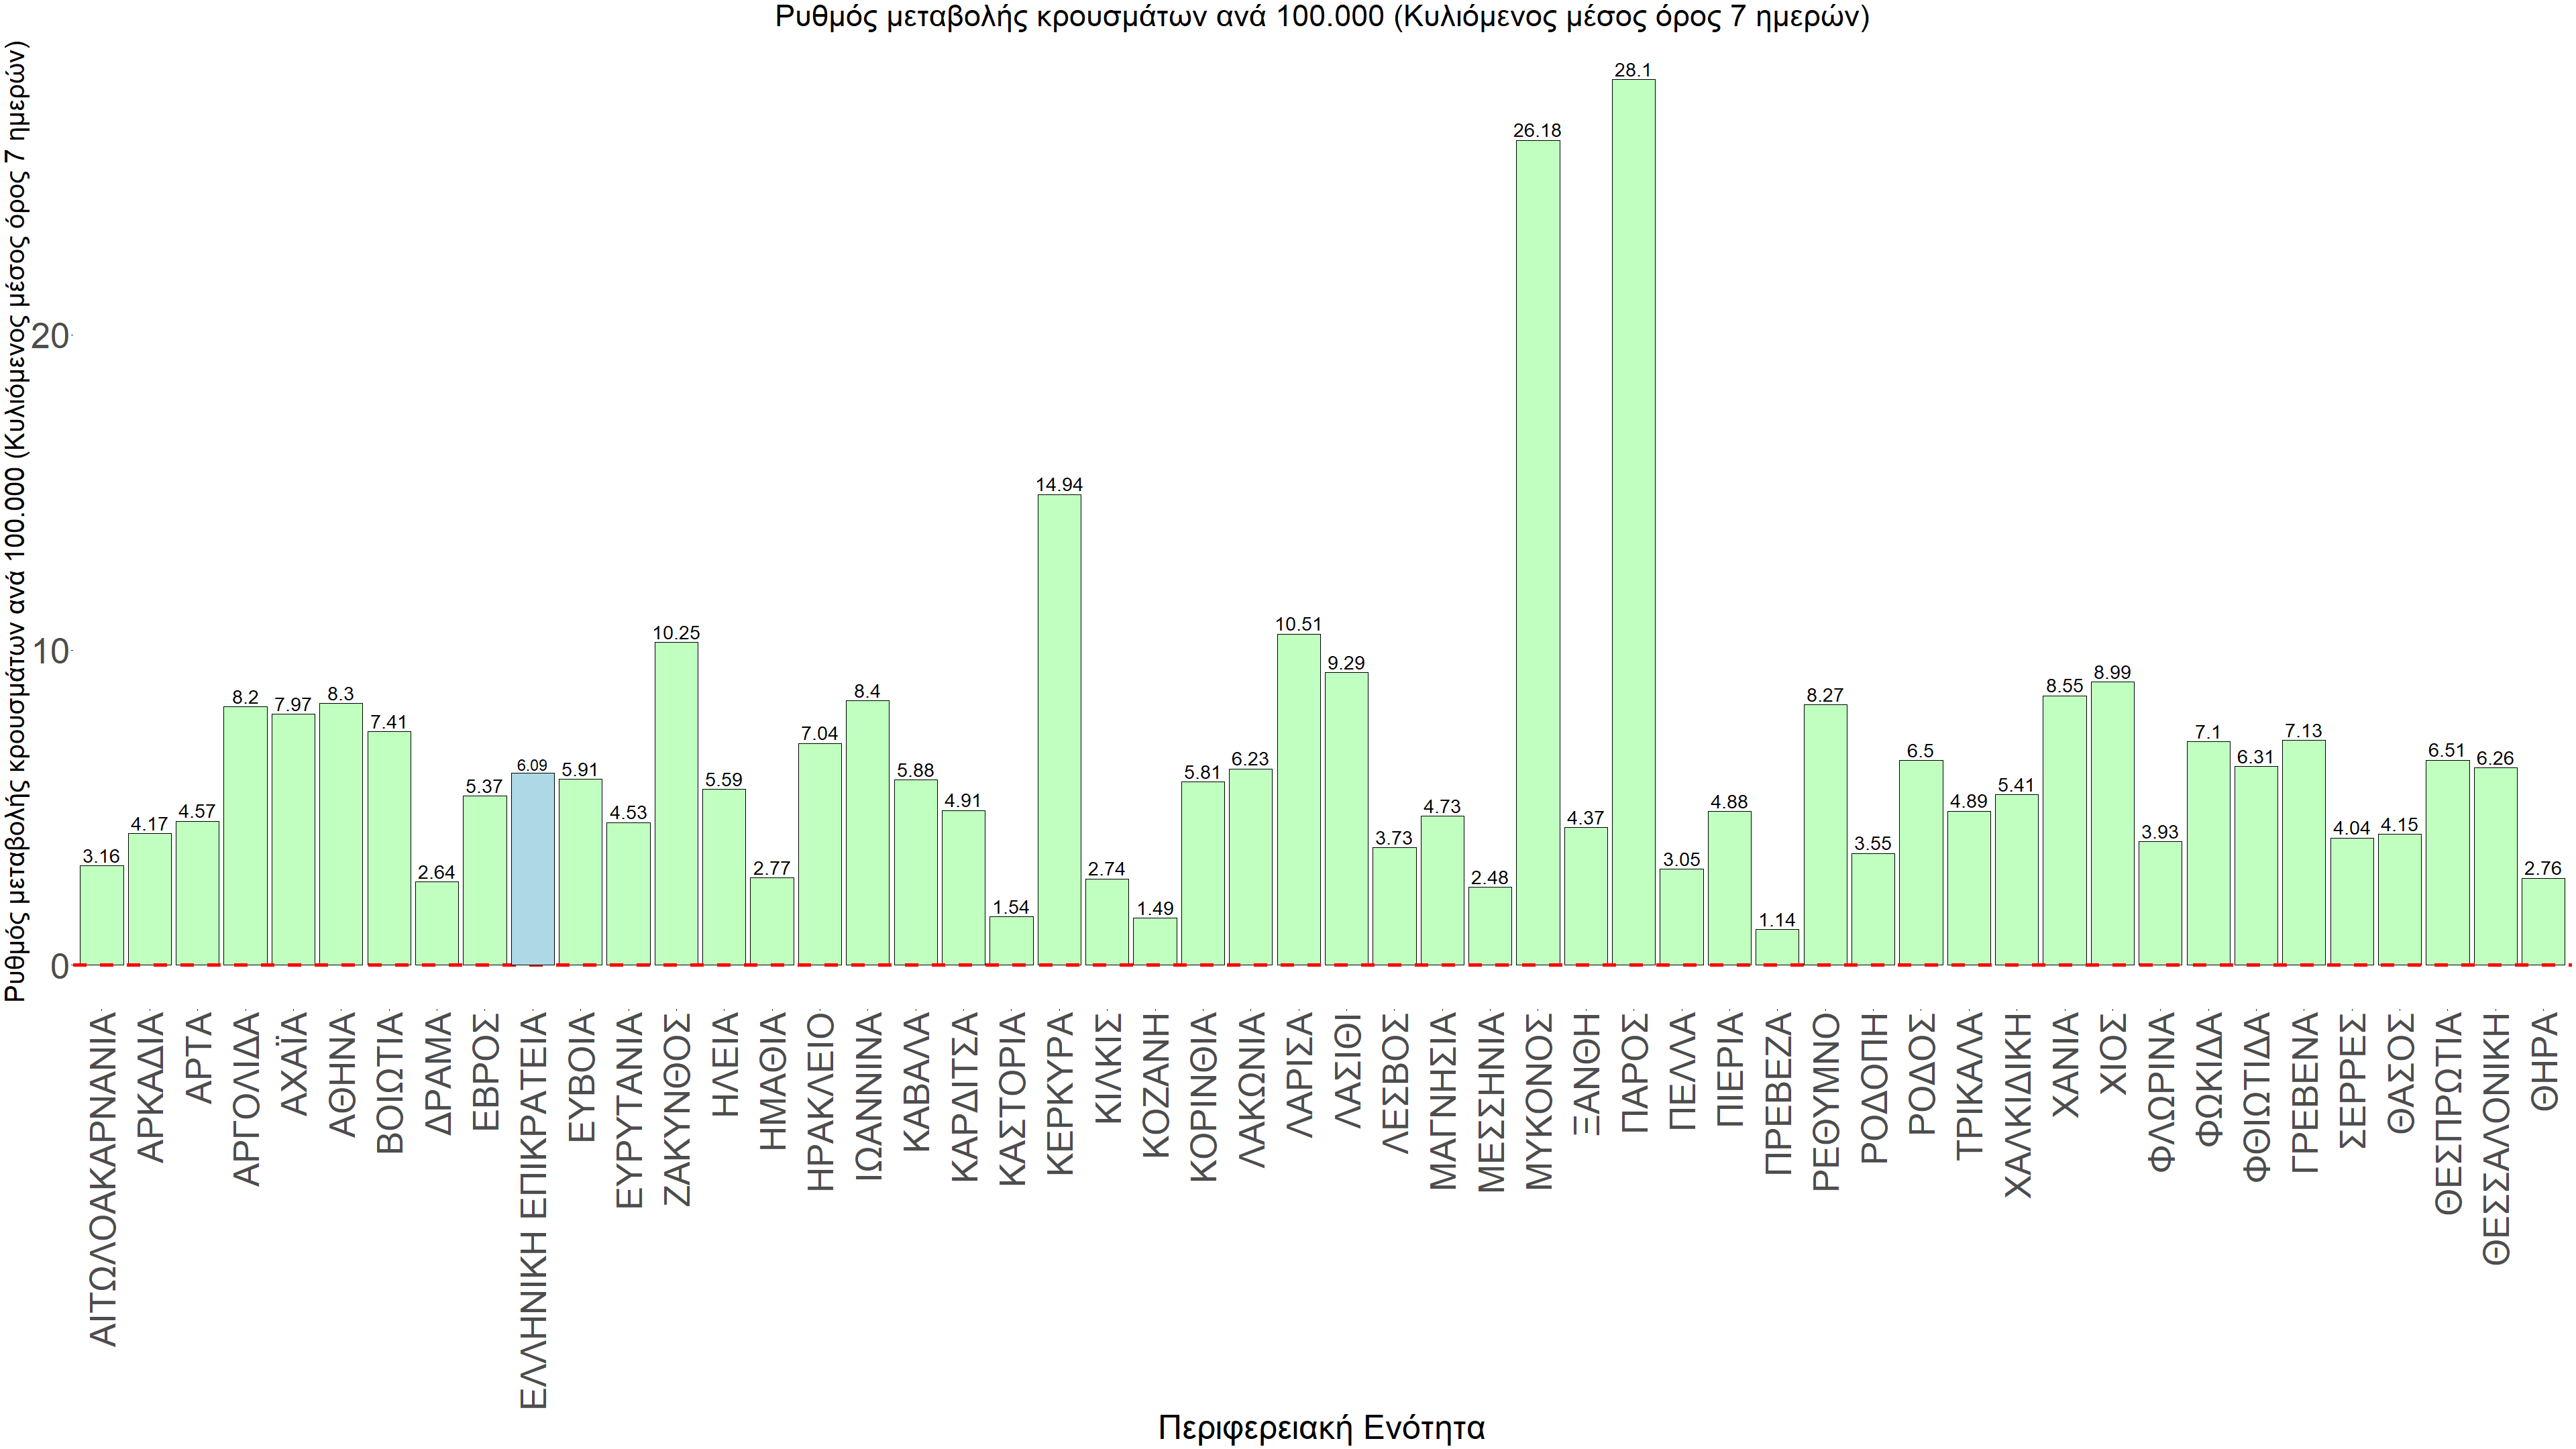 Ρυθμός μεταβολής κρουσμάτων ανά 100.000 (Κυλιόμενος μέσος όρος 7 ημερών)
Ρυθμός μεταβολής κρουσμάτων ανά 100.000 (Κυλιόμενος μέσος όρος 7 ημερών)
20
10
0
3.16
4.17
4.57
8.2
7.97
8.3
7.41
2.64
5.37
6.09
5.91
4.53
10.25
5.59
2.77
7.04
8.4
5.88
4.91
1.54
14.94
2.74
1.49
5.81
6.23
10.51
9.29
3.73
4.73
2.48
26.18
4.37
28.1
3.05
4.88
1.14
8.27
3.55
6.5
4.89
5.41
8.55
8.99
3.93
7.1
6.31
7.13
4.04
4.15
6.51
6.26
2.76
ΑΙΤΩΛΟΑΚΑΡΝΑΝΙΑ
ΑΡΚΑΔΙΑ
ΑΡΤΑ
ΑΡΓΟΛΙΔΑ
ΑΧΑΪΑ
ΑΘΗΝΑ
ΒΟΙΩΤΙΑ
ΔΡΑΜΑ
ΕΒΡΟΣ
ΕΛΛΗΝΙΚΗ ΕΠΙΚΡΑΤΕΙΑ
ΕΥΒΟΙΑ
ΕΥΡΥΤΑΝΙΑ
ΖΑΚΥΝΘΟΣ
ΗΛΕΙΑ
ΗΜΑΘΙΑ
ΗΡΑΚΛΕΙΟ
ΙΩΑΝΝΙΝΑ
ΚΑΒΑΛΑ
ΚΑΡΔΙΤΣΑ
ΚΑΣΤΟΡΙΑ
ΚΕΡΚΥΡΑ
ΚΙΛΚΙΣ
ΚΟΖΑΝΗ
ΚΟΡΙΝΘΙΑ
ΛΑΚΩΝΙΑ
ΛΑΡΙΣΑ
ΛΑΣΙΘΙ
ΛΕΣΒΟΣ
ΜΑΓΝΗΣΙΑ
ΜΕΣΣΗΝΙΑ
ΜΥΚΟΝΟΣ
ΞΑΝΘΗ
ΠΑΡΟΣ
ΠΕΛΛΑ
ΠΙΕΡΙΑ
ΠΡΕΒΕΖΑ
ΡΕΘΥΜΝΟ
ΡΟΔΟΠΗ
ΡΟΔΟΣ
ΤΡΙΚΑΛΑ
ΧΑΛΚΙΔΙΚΗ
ΧΑΝΙΑ
ΧΙΟΣ
ΦΛΩΡΙΝΑ
ΦΩΚΙΔΑ
ΦΘΙΩΤΙΔΑ
ΓΡΕΒΕΝΑ
ΣΕΡΡΕΣ
ΘΑΣΟΣ
ΘΕΣΠΡΩΤΙΑ
ΘΕΣΣΑΛΟΝΙΚΗ
ΘΗΡΑ
Περιφερειακή Ενότητα